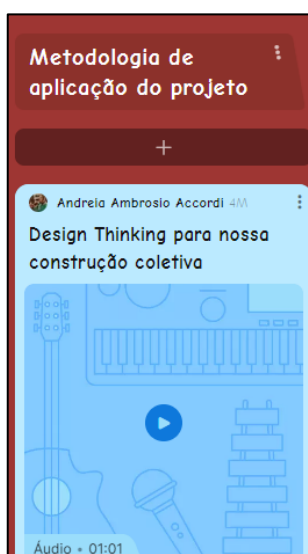 Metodologia de
aplicação do projeto
+
Andreia Ambrosio Accordi 4M
Design Thinking para nossa
construção coletiva
Áudio • 01:01